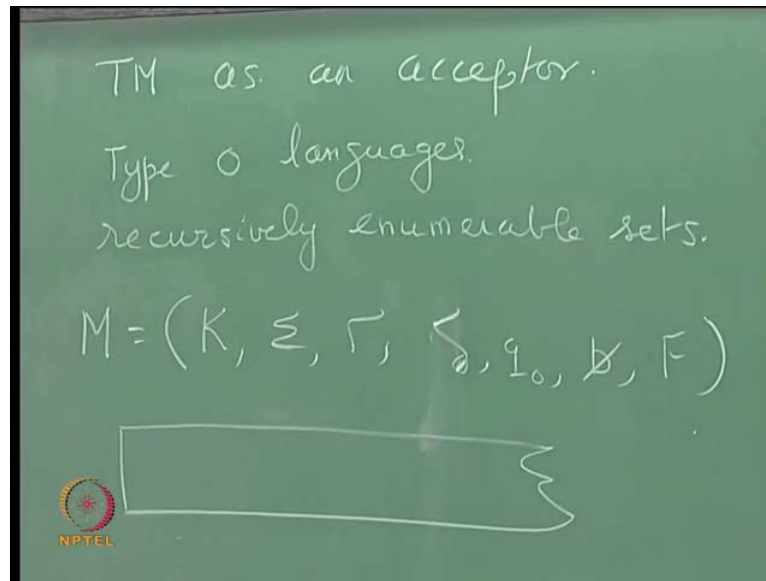 TM as an acceptor.
Type 0 languages.
recursively enumerable sets.
M = (K, Σ, Γ, δ, q₀, b̸, F)
NPTEL